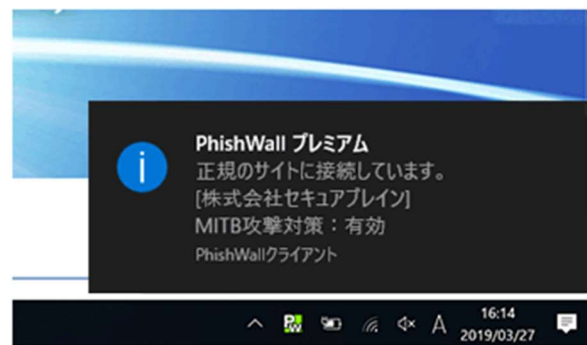 PhishWall プレミアム
正規のサイトに接続しています。
[株式会社セキュアブレイン]
MITB攻撃対策：有効
PhishWallクライアント
A
16:14
2019/03/27